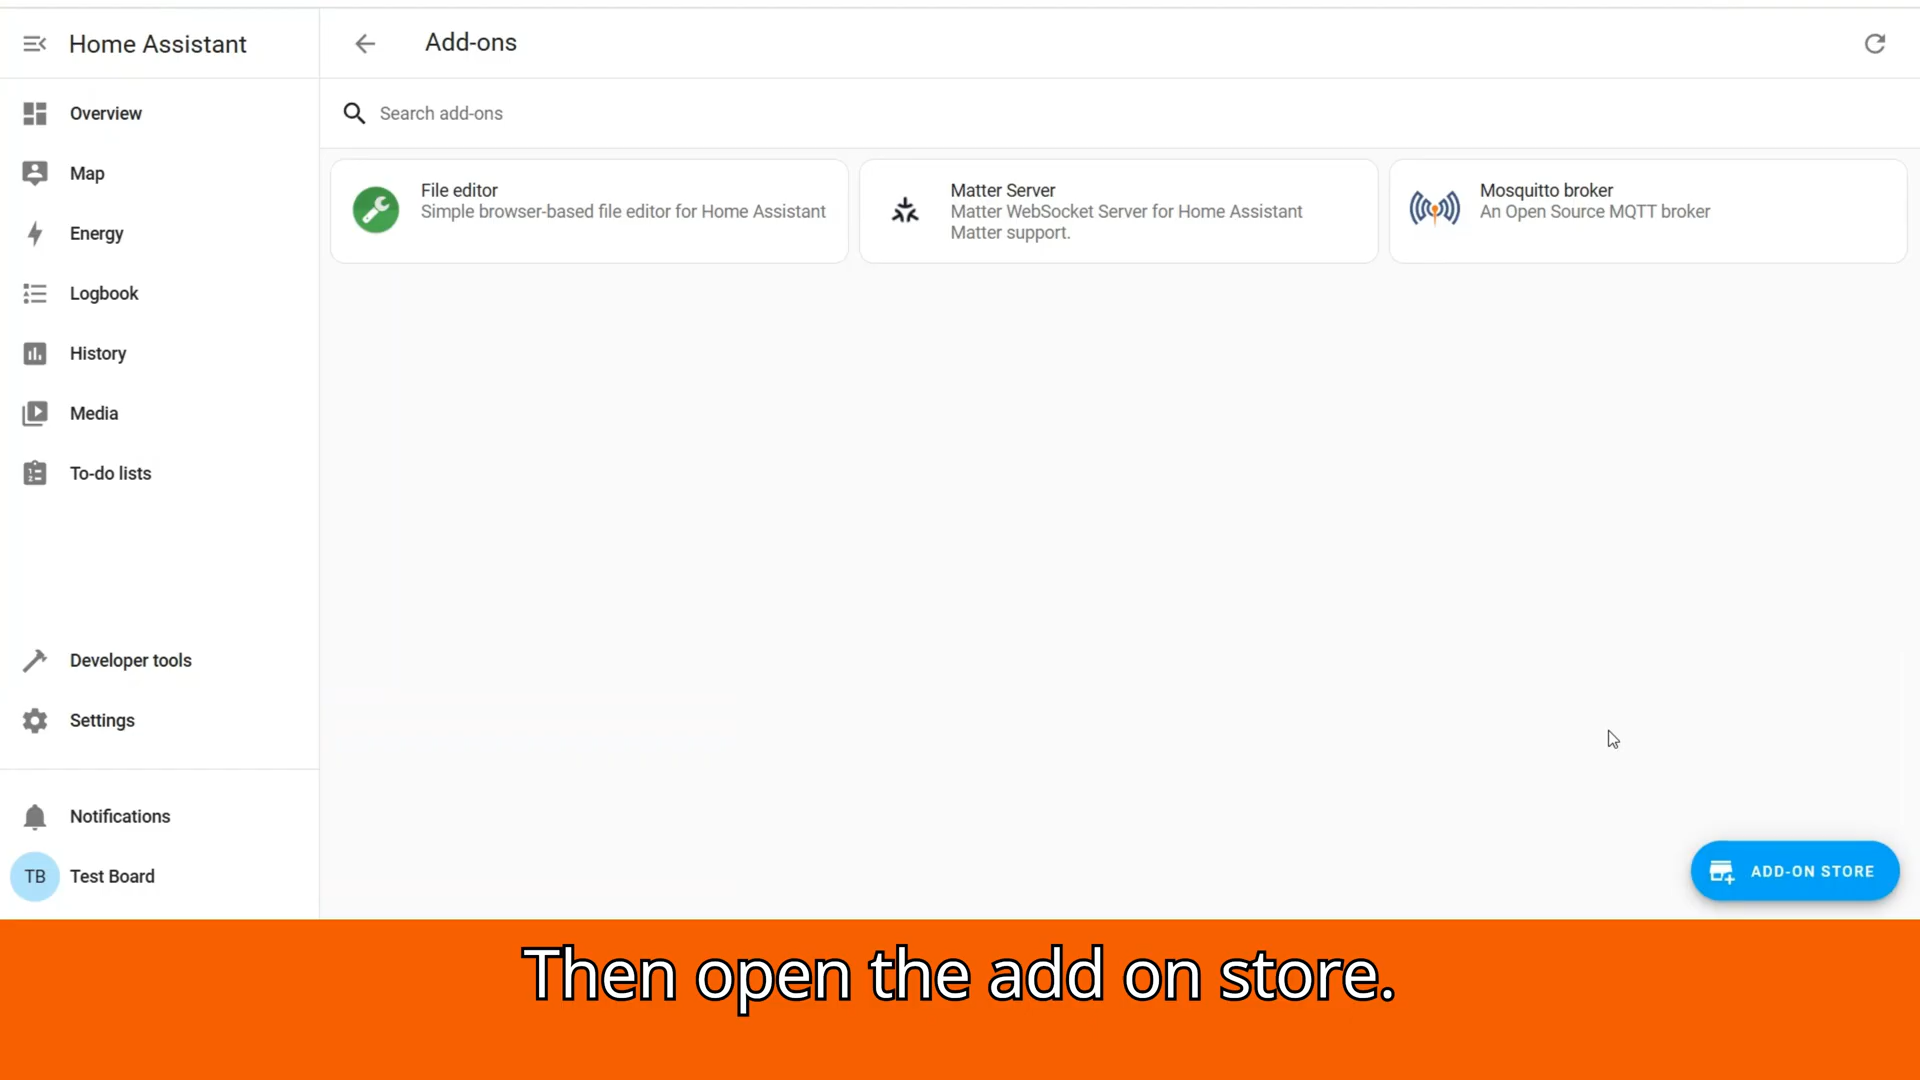 Home Assistant
Add-ons
Overview
Map
Energy
Logbook
History
Media
To-do lists
Developer tools
Settings
Notifications
TB
Test Board
Search add-ons
File editor
Simple browser-based file editor for Home Assistant
Matter Server
Matter WebSocket Server for Home Assistant
Matter support.
Mosquitto broker
An Open Source MQTT broker
ADD-ON STORE
Then open the add on store.